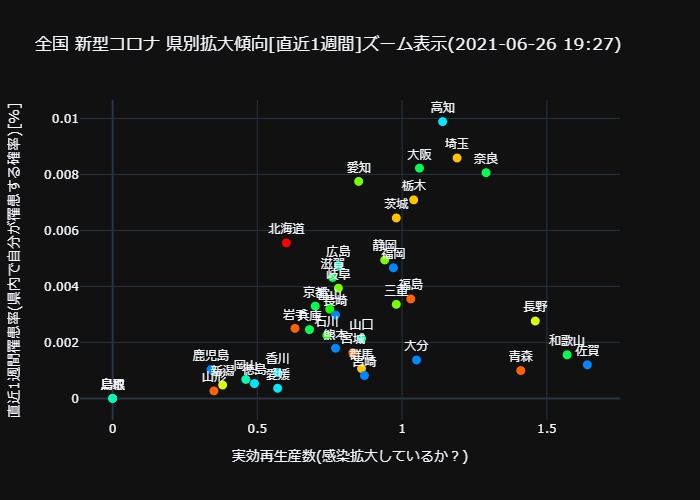 全国 新型コロナ 県別拡大傾向[直近1週間]ズーム表示(2021-06-26 19:27)
直近1週間罹患率(県内で自分が罹患する確率)[%]
0.01
0.008
0.006
0.004
0.002
0
高知
埼玉
大阪
奈良
愛知
栃木
茨城
北海道
広島
静岡
福岡
滋賀
岐阜
三重
福島
京都
長崎
長野
岩手
兵庫
石川
山口
熊本
宮城
和歌山
大分
佐賀
群馬
青森
宮崎
鹿児島
香川
岡山
新潟
徳島
山形
愛媛
0
0.5
1
1.5
実効再生産数(感染拡大しているか？)